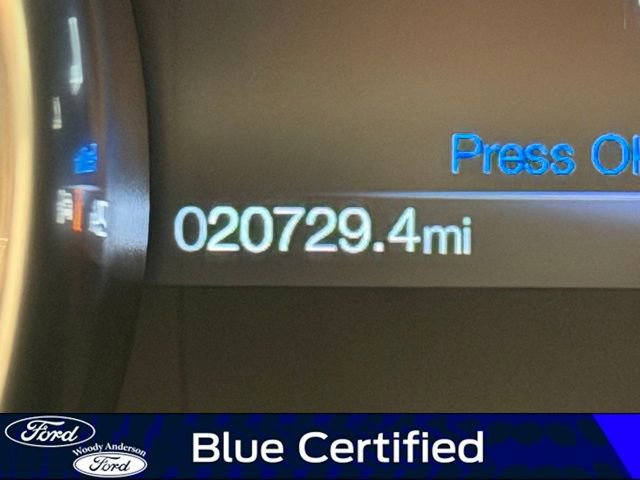 Press O
020729.4mi
Ford
Woody Anderson
Ford
Blue Certified